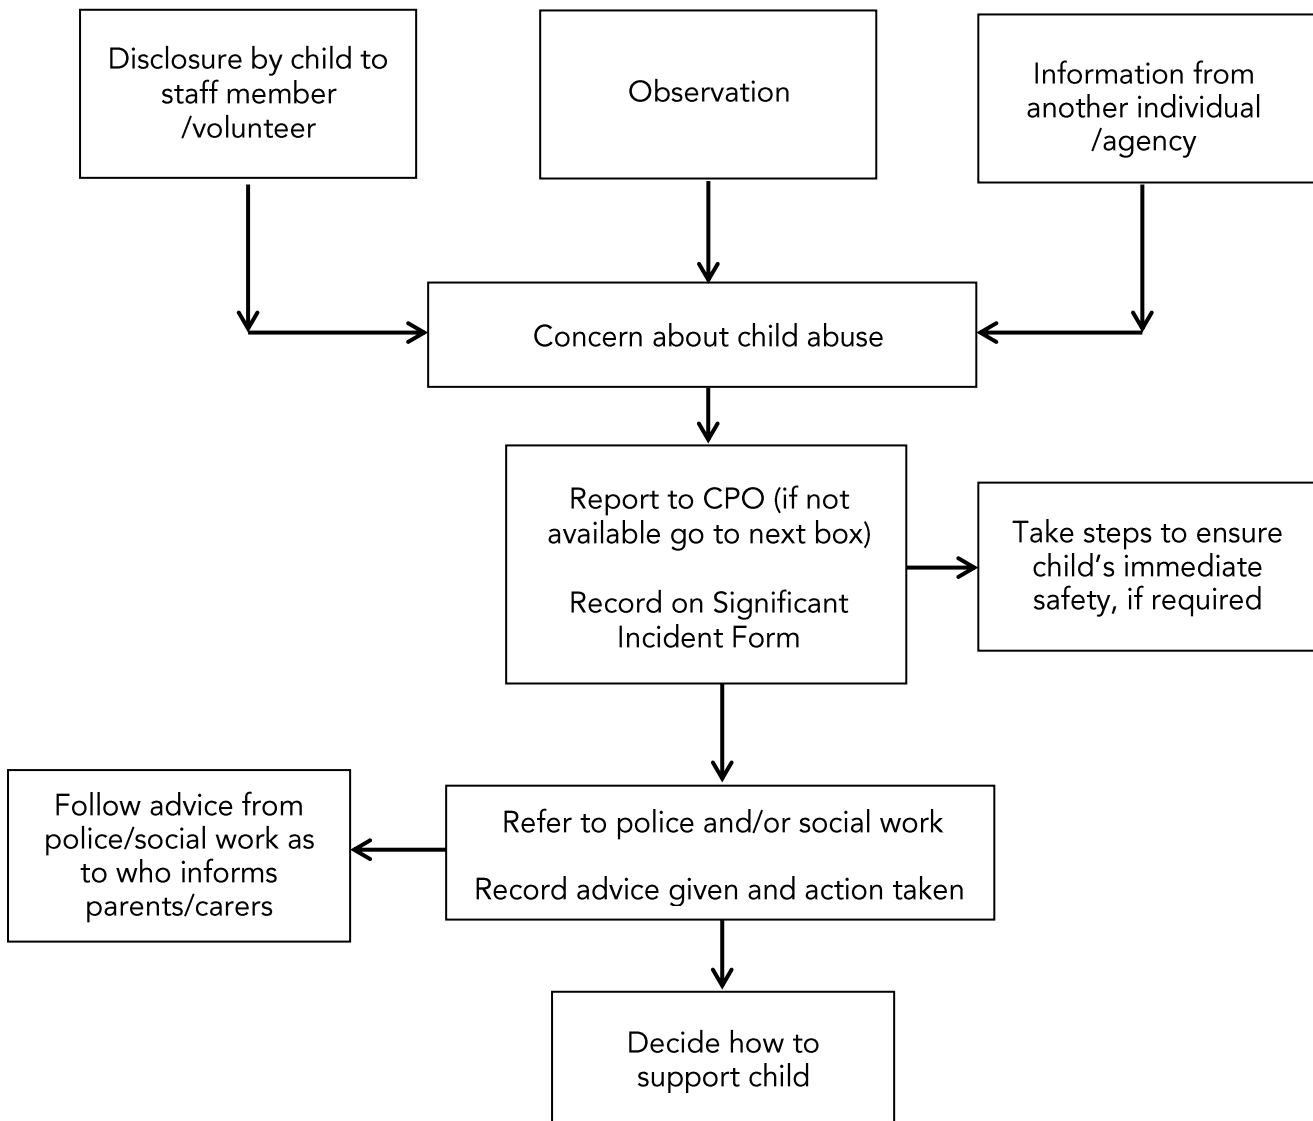 Disclosure by child to
staff member
/volunteer
Observation
Information from
another individual
/agency
Concern about child abuse
Report to CPO (if not
available go to next box)
Record on Significant
Incident Form
Take steps to ensure
child's immediate
safety, if required
Follow advice from
police/social work as
to who informs
parents/carers
Refer to police and/or social work
Record advice given and action taken
Decide how to
support child